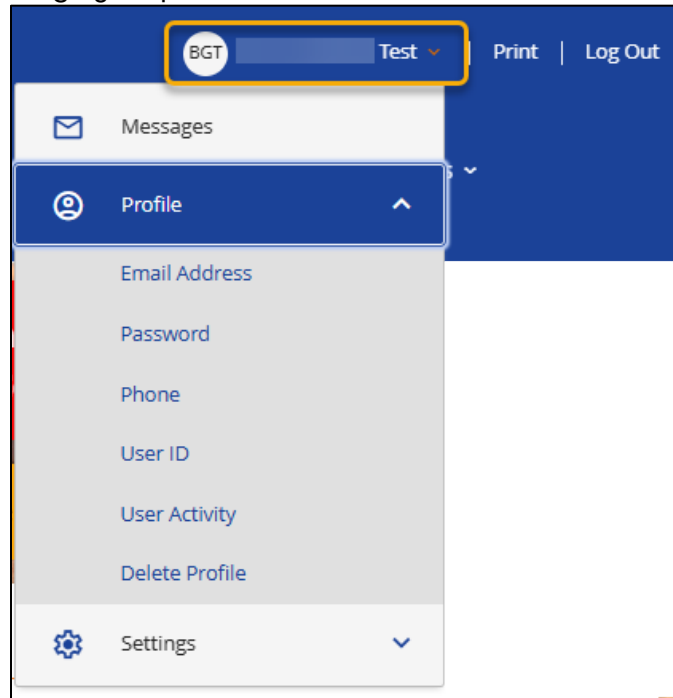 BGT Test | Print | Log Out
Messages
Profile
Email Address
Password
Phone
User ID
User Activity
Delete Profile
Settings